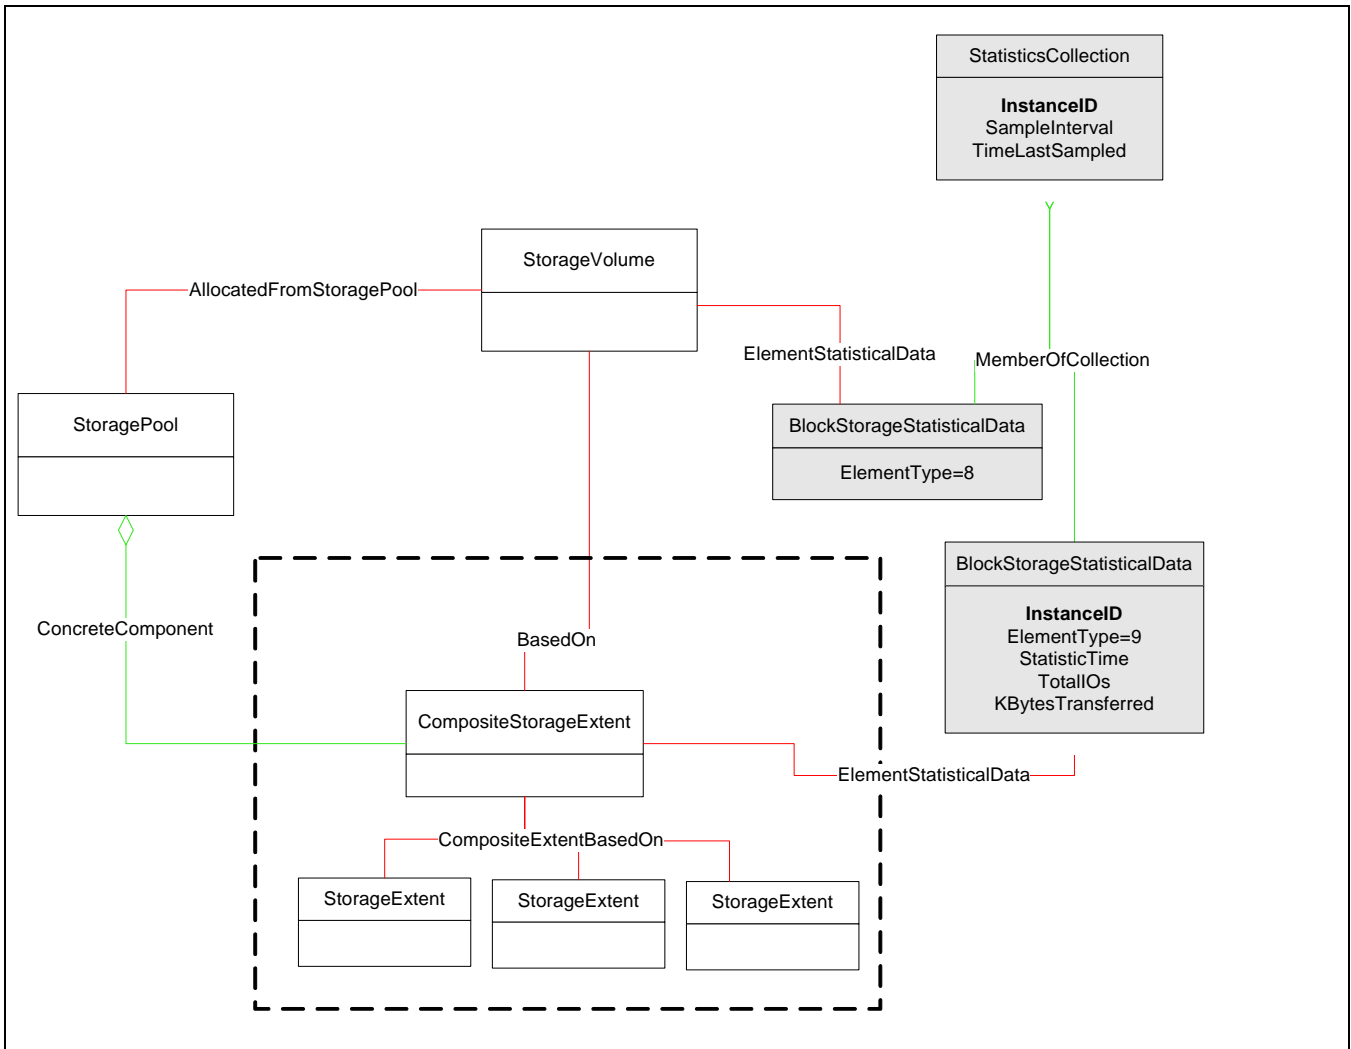 StatisticsCollection
InstanceID
SampleInterval
TimeLastSampled
StorageVolume
AllocatedFromStoragePool
ElementStatisticalData
MemberOfCollection
StoragePool
BlockStorageStatisticalData
ElementType=8
BlockStorageStatisticalData
InstanceID
ElementType=9
StatisticTime
TotalIOs
KBytesTransferred
ConcreteComponent
BasedOn
CompositeStorageExtent
ElementStatisticalData
CompositeExtentBasedOn
StorageExtent
StorageExtent
StorageExtent